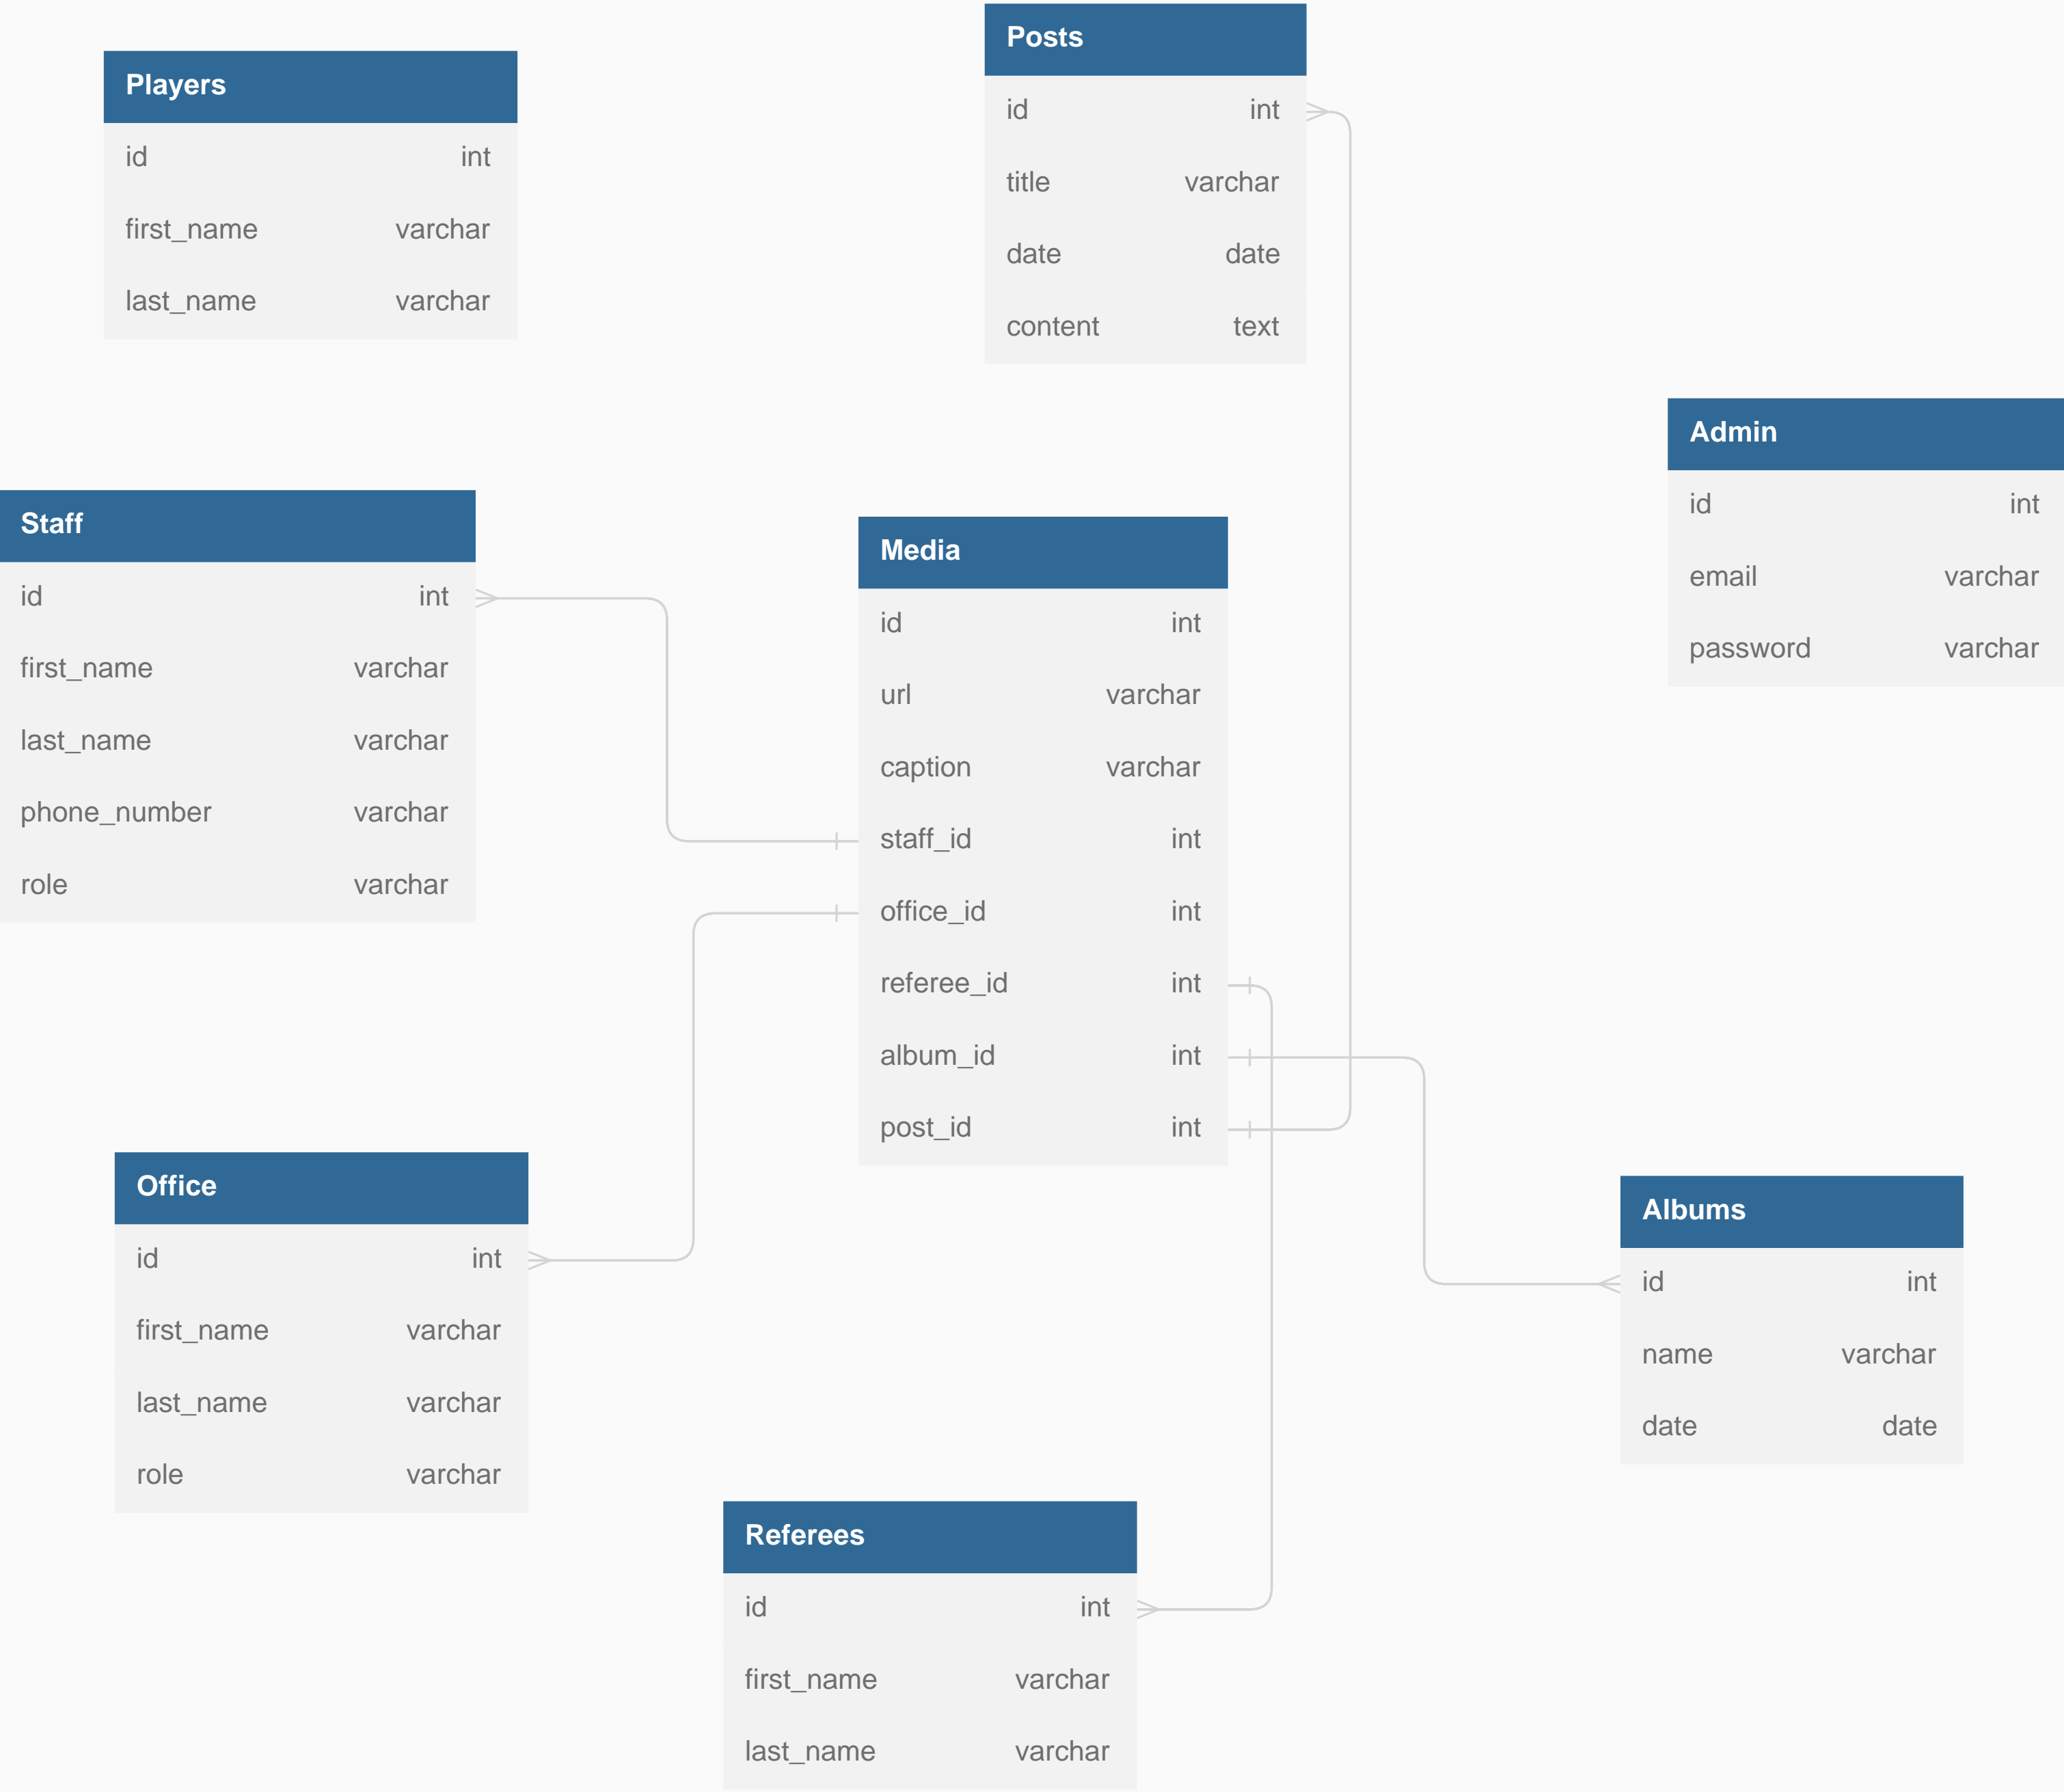 Players
id int
first_name varchar
last_name varchar
Posts
id int
title varchar
date date
content text
Admin
id int
email varchar
password varchar
Staff
id int
first_name varchar
last_name varchar
phone_number varchar
role varchar
Media
id int
url varchar
caption varchar
staff_id int
office_id int
referee_id int
album_id int
post_id int
Office
id int
first_name varchar
last_name varchar
role varchar
Albums
id int
name varchar
date date
Referees
id int
first_name varchar
last_name varchar